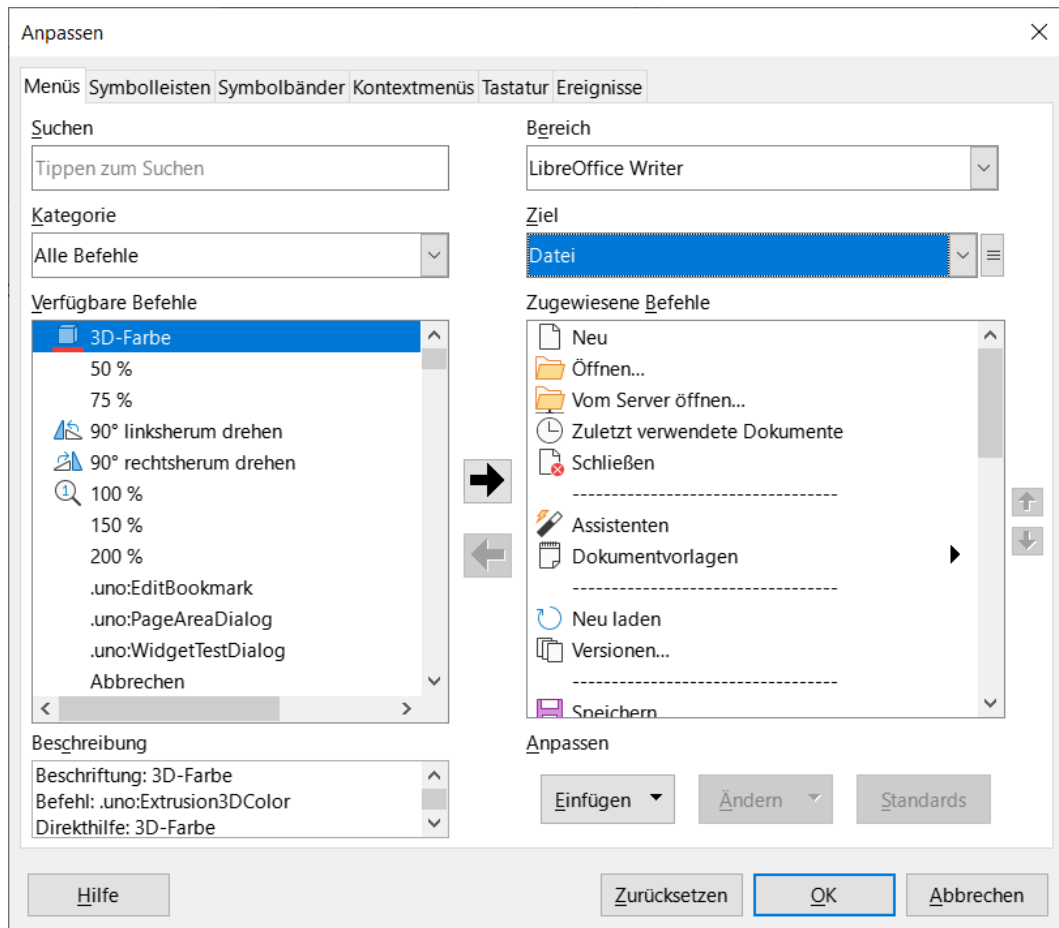 Anpassen
Menüs Symbolleisten Symbolbänder Kontextmenüs Tastatur Ereignisse
Suchen
Tippen zum Suchen
Kategorie
Alle Befehle
Verfügbare Befehle
3D-Farbe
50 %
75 %
90° linksherum drehen
90° rechtsherum drehen
1
100 %
150 %
200 %
.uno:EditBookmark
.uno:PageAreaDialog
.uno:WidgetTestDialog
Abbrechen
Beschreibung
Beschriftung: 3D-Farbe
Befehl: .uno:Extrusion3DColor
Direkthilfe: 3D-Farbe
Bereich
LibreOffice Writer
Ziel
Datei
Zugewiesene Befehle
Neu
Öffnen...
Vom Server öffnen...
Zuletzt verwendete Dokumente
Schließen
----------------------------------
Assistenten
Dokumentvorlagen
----------------------------------
Neu laden
Versionen...
----------------------------------
Speichern
Anpassen
Einfügen
Ändern
Standards
Hilfe
Zurücksetzen
OK
Abbrechen